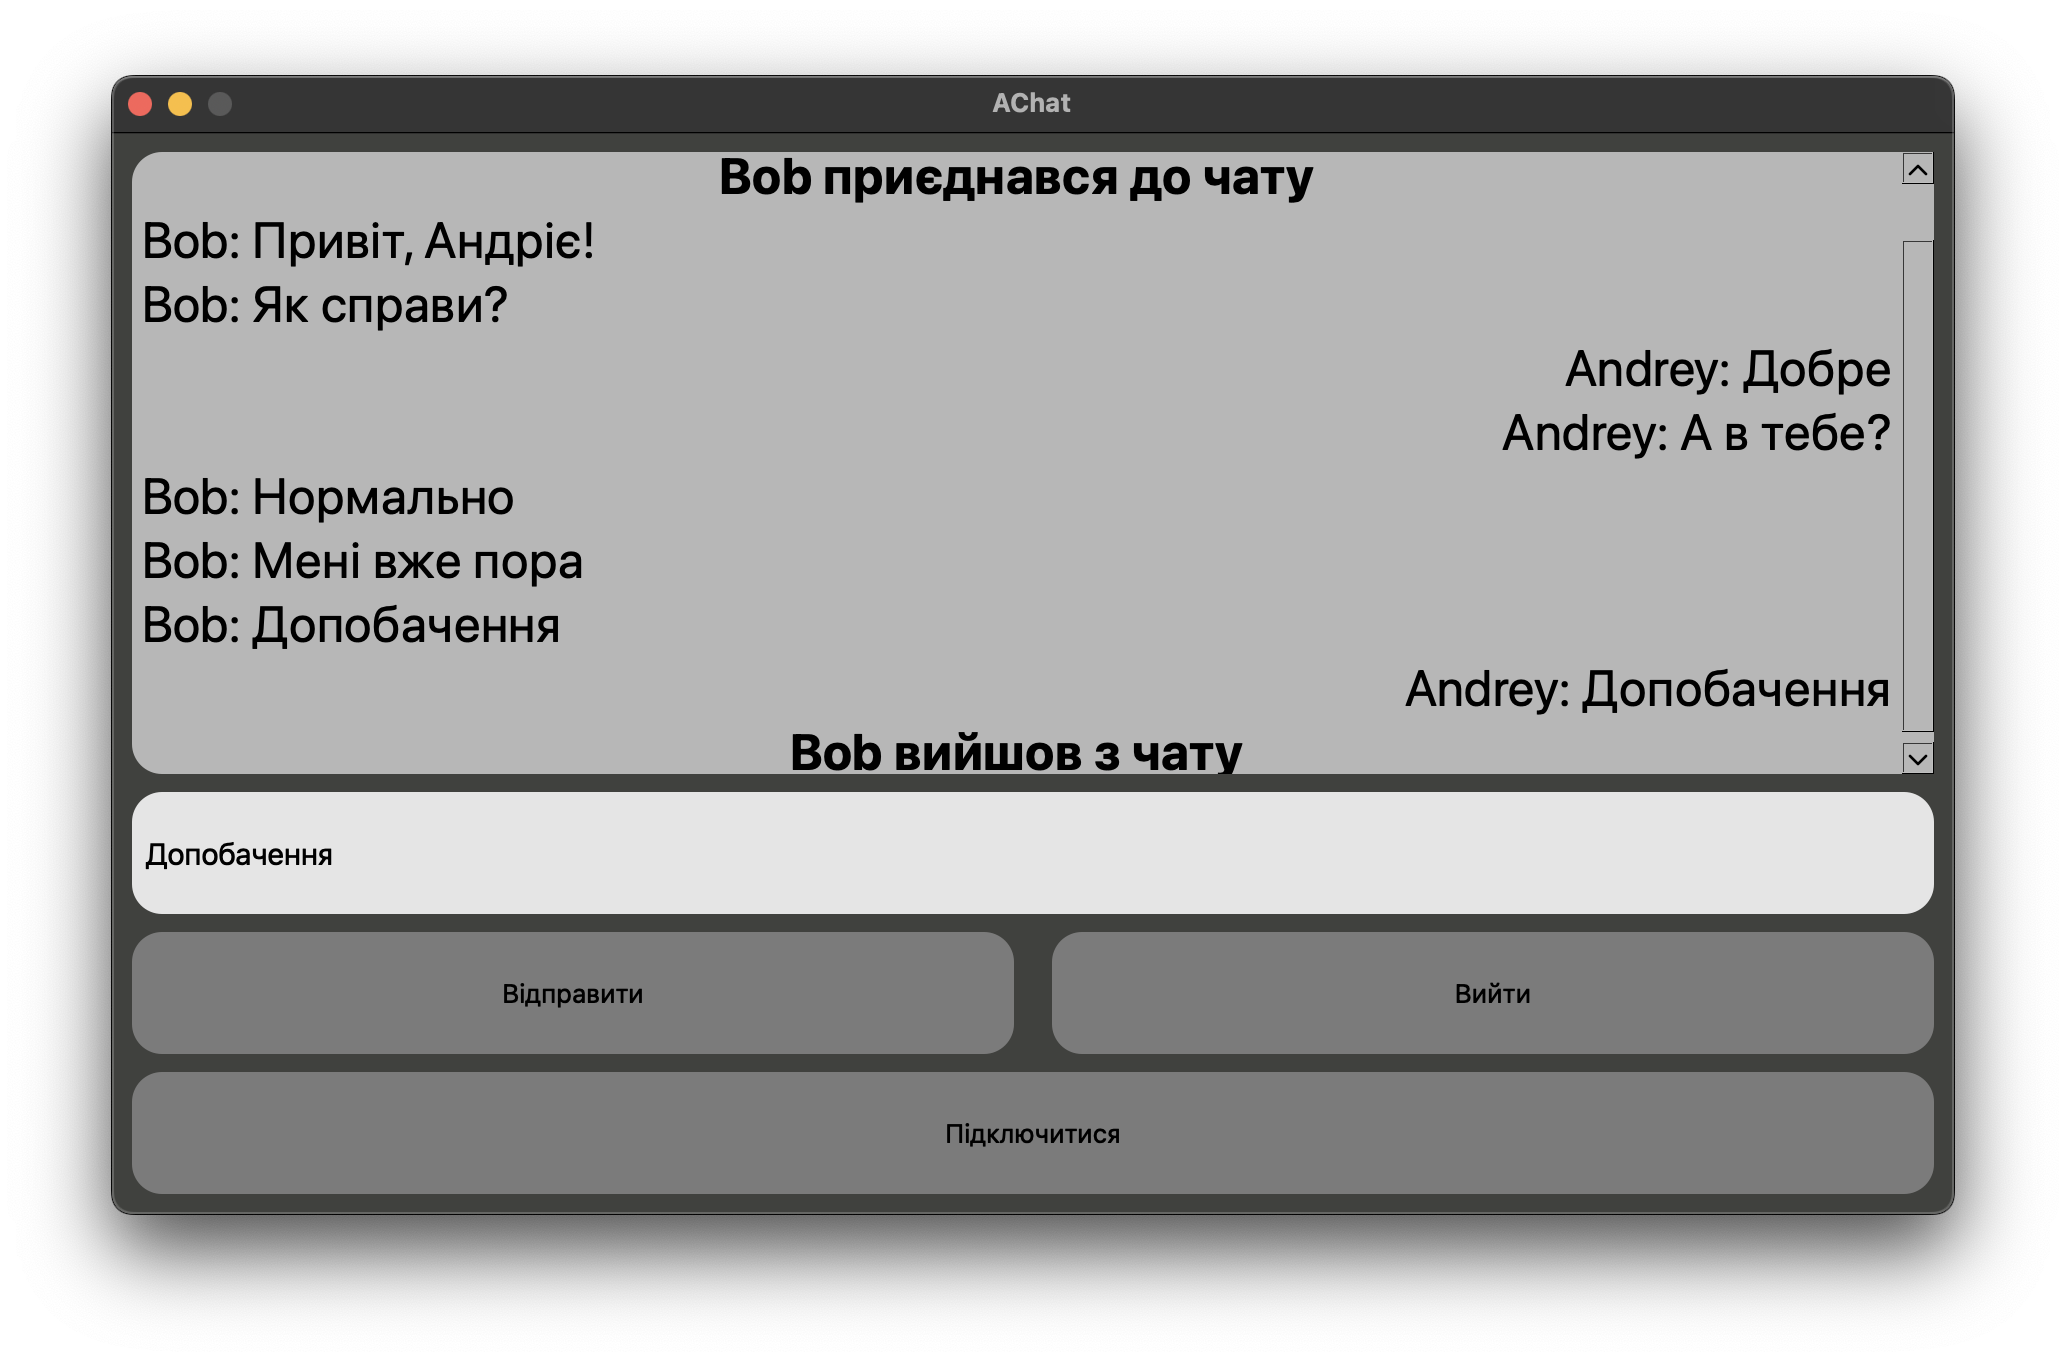 AChat
Bob приєднався до чату
Bob: Привіт, Андріє!
Bob: Як справи?
Andrey: Добре
Andrey: А в тебе?
Bob: Нормально
Bob: Мені вже пора
Bob: Допобачення
Andrey: Допобачення
Bob вийшов з чату
Допобачення
Відправити
Вийти
Підключитися